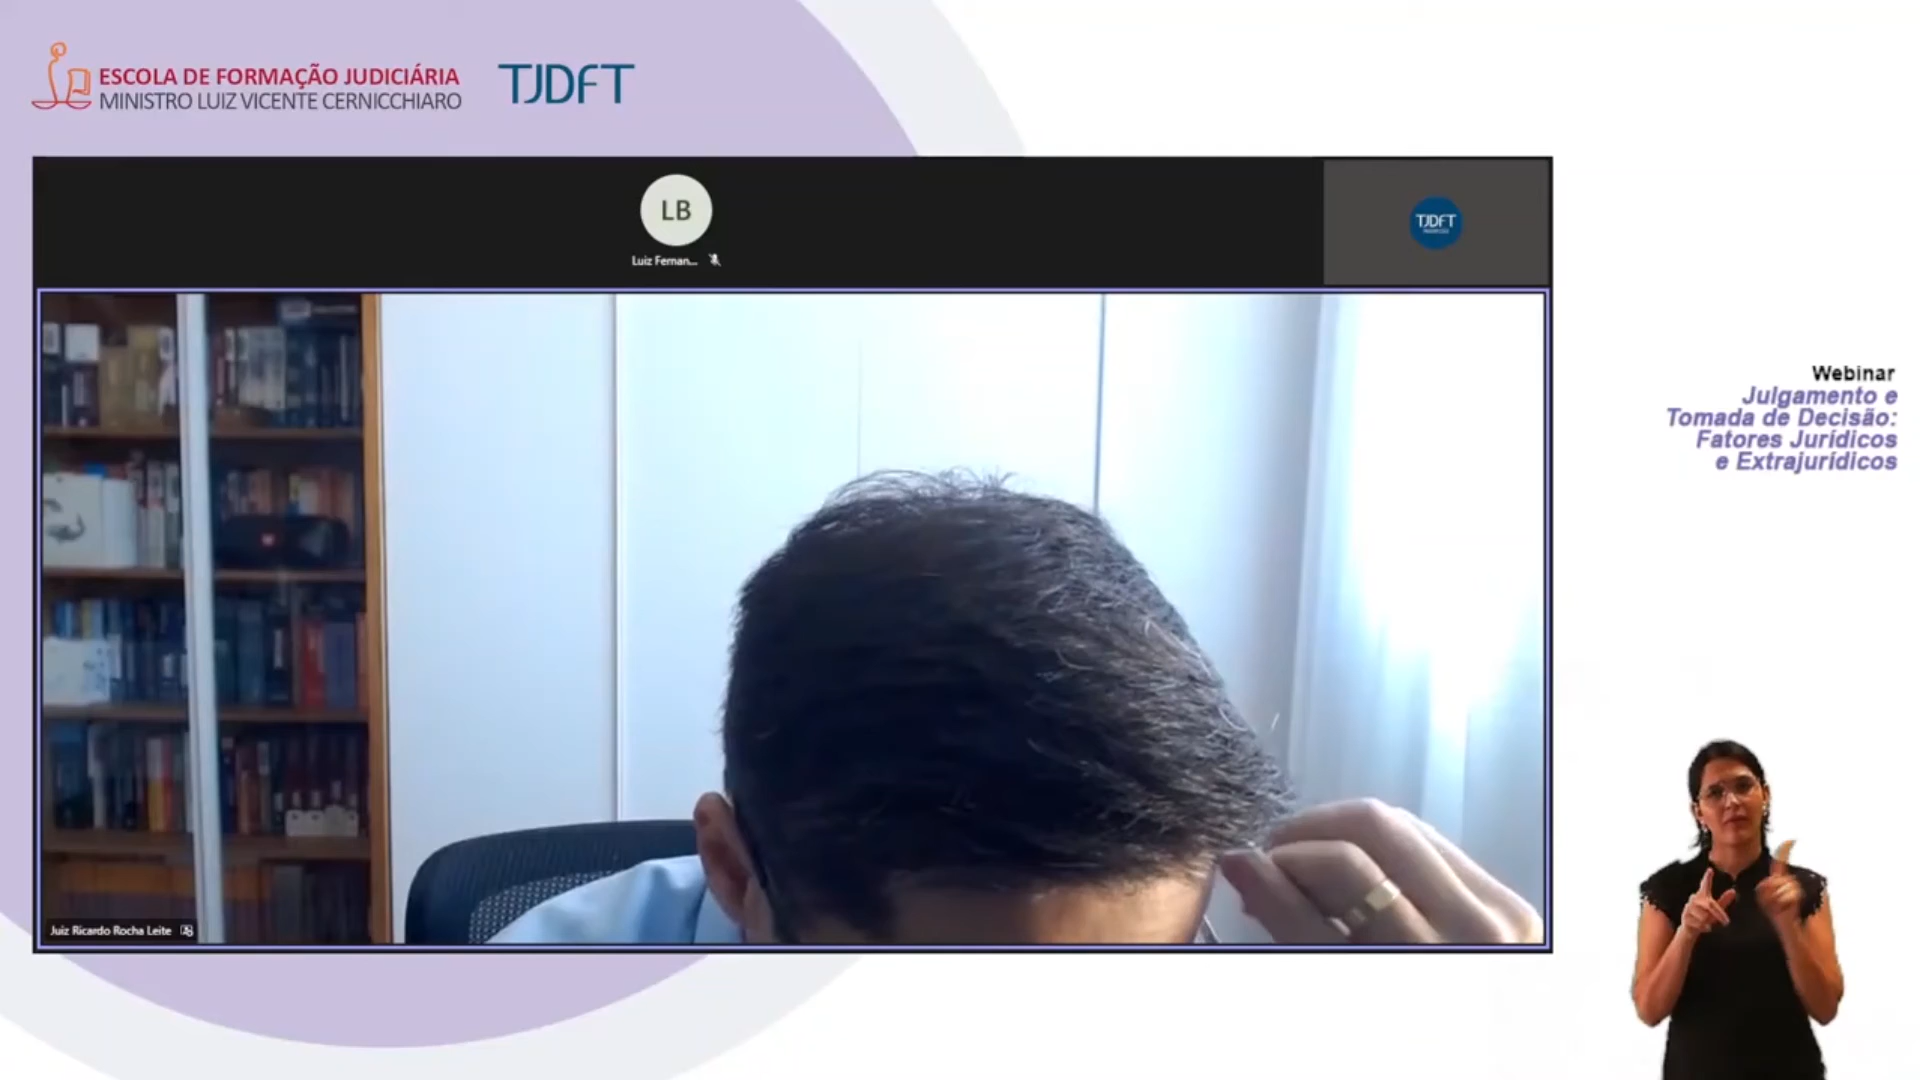 ESCOLA DE FORMAÇÃO JUDICIÁRIA
MINISTRO LUIZ VICENTE CERNICCHIARO
TJDFT
LB
Luiz Fernan...
TJDFT
Webinar
Julgamento e
Tomada de Decisão:
Fatores Jurídicos
e Extrajurídicos
Juiz Ricardo Rocha Leite